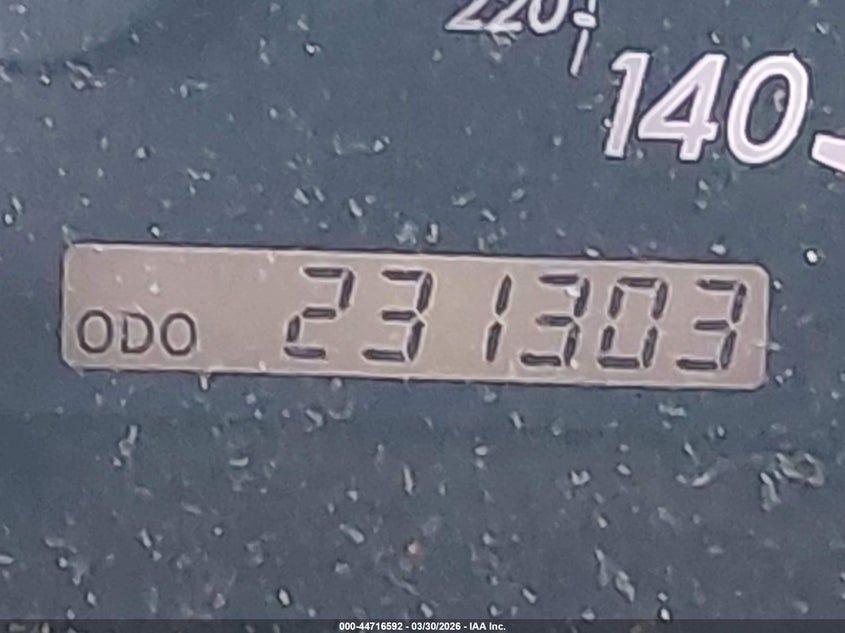 220
140
ODO 231303
000-44716592 - 03/30/2026 - IAA Inc.